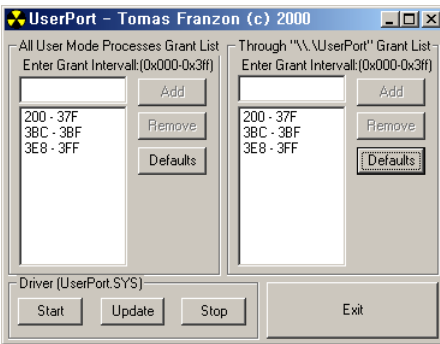 UserPort - Tomas Franzon (c) 2000
All User Mode Processes Grant List
Enter Grant Intervall:(0x000-0x3ff)
Add
200 - 37F
3BC - 3BF
3E8 - 3FF
Remove
Defaults
Through "\\.\UserPort" Grant List
Enter Grant Intervall:(0x000-0x3ff)
Add
200 - 37F
3BC - 3BF
3E8 - 3FF
Remove
Defaults
Driver (UserPort.SYS)
Start Update Stop
Exit